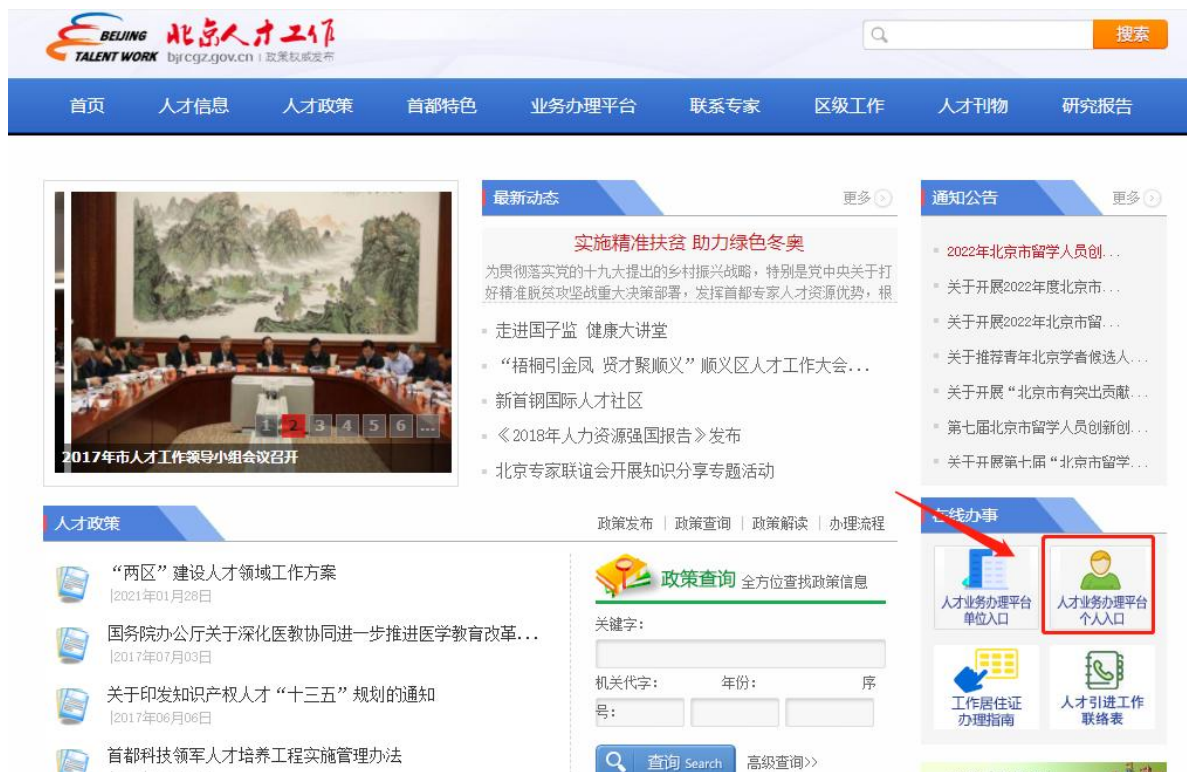 BEIJING
TALENT WORK
北京人才工作
bjrcgz.gov.cn | 政策权威发布
搜索
首页 人才信息 人才政策 首都特色 业务办理平台 联系专家 区级工作 人才刊物 研究报告
1 2 3 4 5 6 ...
2017年市人才工作领导小组会议召开
最新动态 更多
实施精准扶贫 助力绿色冬奥
为贯彻落实党的十九大提出的乡村振兴战略，特别是党中央关于打
好精准脱贫攻坚战重大决策部署，发挥首都专家人才资源优势，根
走进国子监 健康大讲堂
“梧桐引金凤 贤才聚顺义”顺义区人才工作大会...
新首钢国际人才社区
《2018年人力资源强国报告》发布
北京专家联谊会开展知识分享专题活动
通知公告 更多
2022年北京市留学人员创...
关于开展2022年度北京市...
关于开展2022年北京市留...
关于推荐青年北京学者候选人...
关于开展“北京市有突出贡献...
第七届北京市留学人员创新创...
关于开展第七届“北京市留学...
人才政策 政策发布 | 政策查询 | 政策解读 | 办理流程
“两区”建设人才领域工作方案
|2021年01月28日
国务院办公厅关于深化医教协同进一步推进医学教育改革...
|2017年07月03日
关于印发知识产权人才“十三五”规划的通知
|2017年06月06日
首都科技领军人才培养工程实施管理办法
政策查询 全方位查找政策信息
关键字：
机关代字： 年份： 序
号：
查询 Search 高级查询>>
在线办事
人才业务办理平台
单位入口
人才业务办理平台
个人入口
工作居住证
办理指南
人才引进工作
联络表